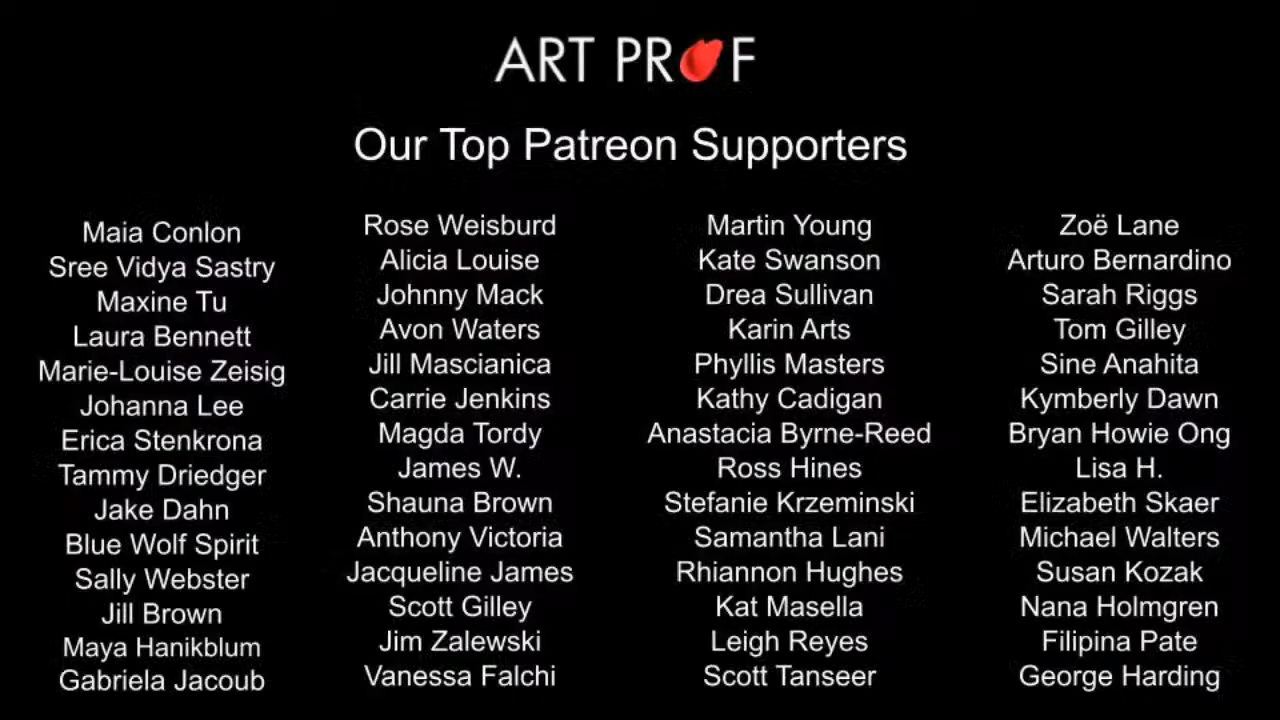 ART PROF
Our Top Patreon Supporters
Maia Conlon
Sree Vidya Sastry
Maxine Tu
Laura Bennett
Marie-Louise Zeisig
Johanna Lee
Erica Stenkrona
Tammy Driedger
Jake Dahn
Blue Wolf Spirit
Sally Webster
Jill Brown
Maya Hanikblum
Gabriela Jacoub
Rose Weisburd
Alicia Louise
Johnny Mack
Avon Waters
Jill Mascianica
Carrie Jenkins
Magda Tordy
James W.
Shauna Brown
Anthony Victoria
Jacqueline James
Scott Gilley
Jim Zalewski
Vanessa Falchi
Martin Young
Kate Swanson
Drea Sullivan
Karin Arts
Phyllis Masters
Kathy Cadigan
Anastacia Byrne-Reed
Ross Hines
Stefanie Krzeminski
Samantha Lani
Rhiannon Hughes
Kat Masella
Leigh Reyes
Scott Tanseer
Zoë Lane
Arturo Bernardino
Sarah Riggs
Tom Gilley
Sine Anahita
Kymberly Dawn
Bryan Howie Ong
Lisa H.
Elizabeth Skaer
Michael Walters
Susan Kozak
Nana Holmgren
Filipina Pate
George Harding